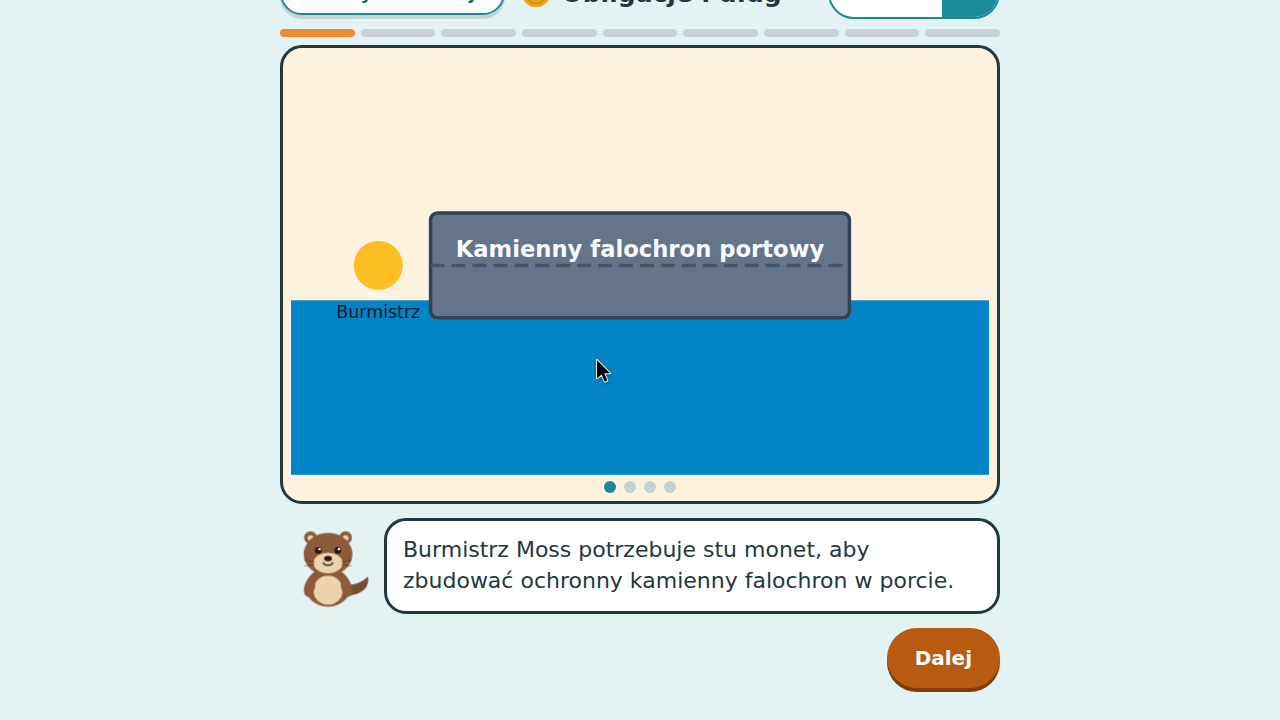 Kamienny falochron portowy
Burmistrz
Burmistrz Moss potrzebuje stu monet, aby
zbudować ochronny kamienny falochron w porcie.
Dalej